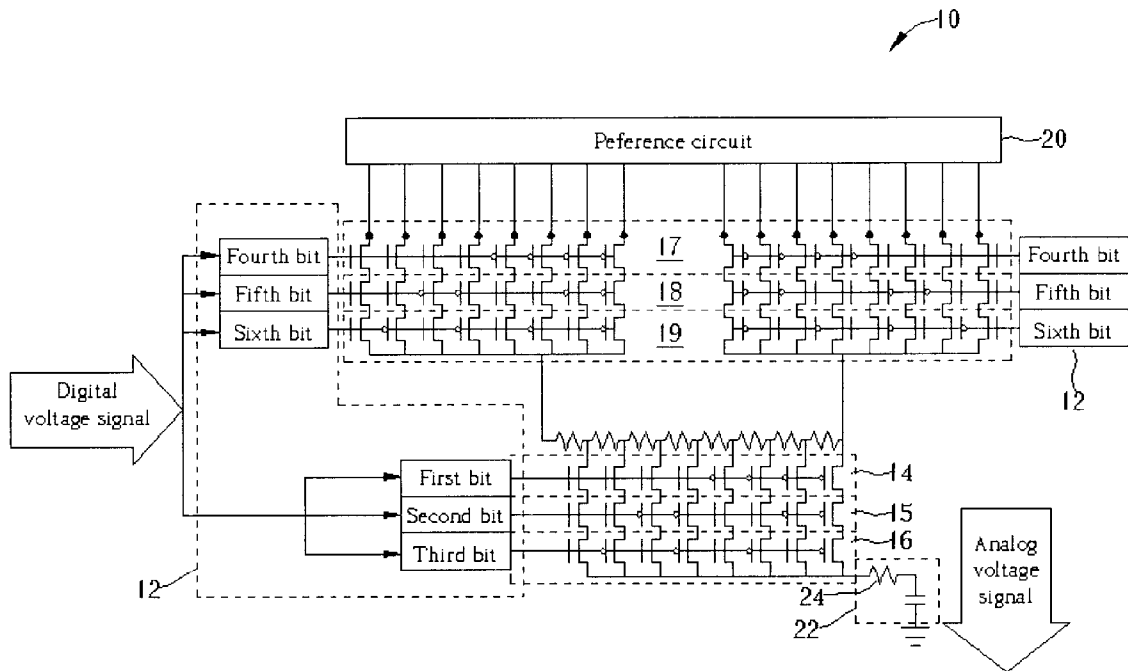 10
Peference circuit
20
Fourth bit
17
Fourth bit
Fifth bit
18
Fifth bit
Sixth bit
19
Sixth bit
12
Digital
voltage signal
First bit
14
Second bit
15
Third bit
16
Analog
voltage
signal
12
24
22